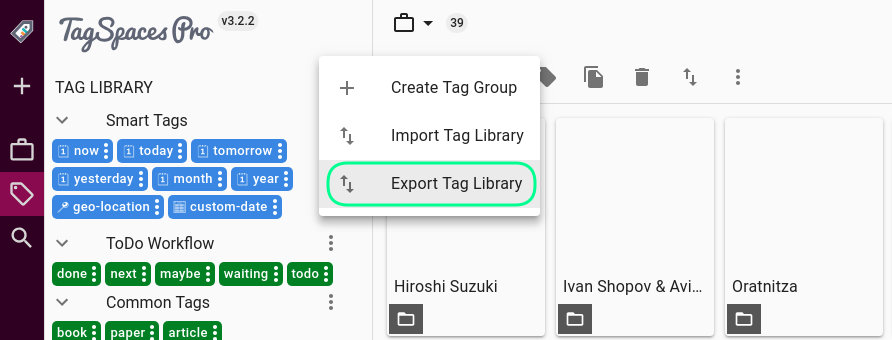 TagSpaces Pro
v3.2.2
39
TAG LIBRARY
Smart Tags
now today tomorrow
yesterday month year
geo-location custom-date
ToDo Workflow
done next maybe waiting todo
Common Tags
book paper article
Create Tag Group
Import Tag Library
Export Tag Library
Hiroshi Suzuki
Ivan Shopov & Avi...
Oratnitza